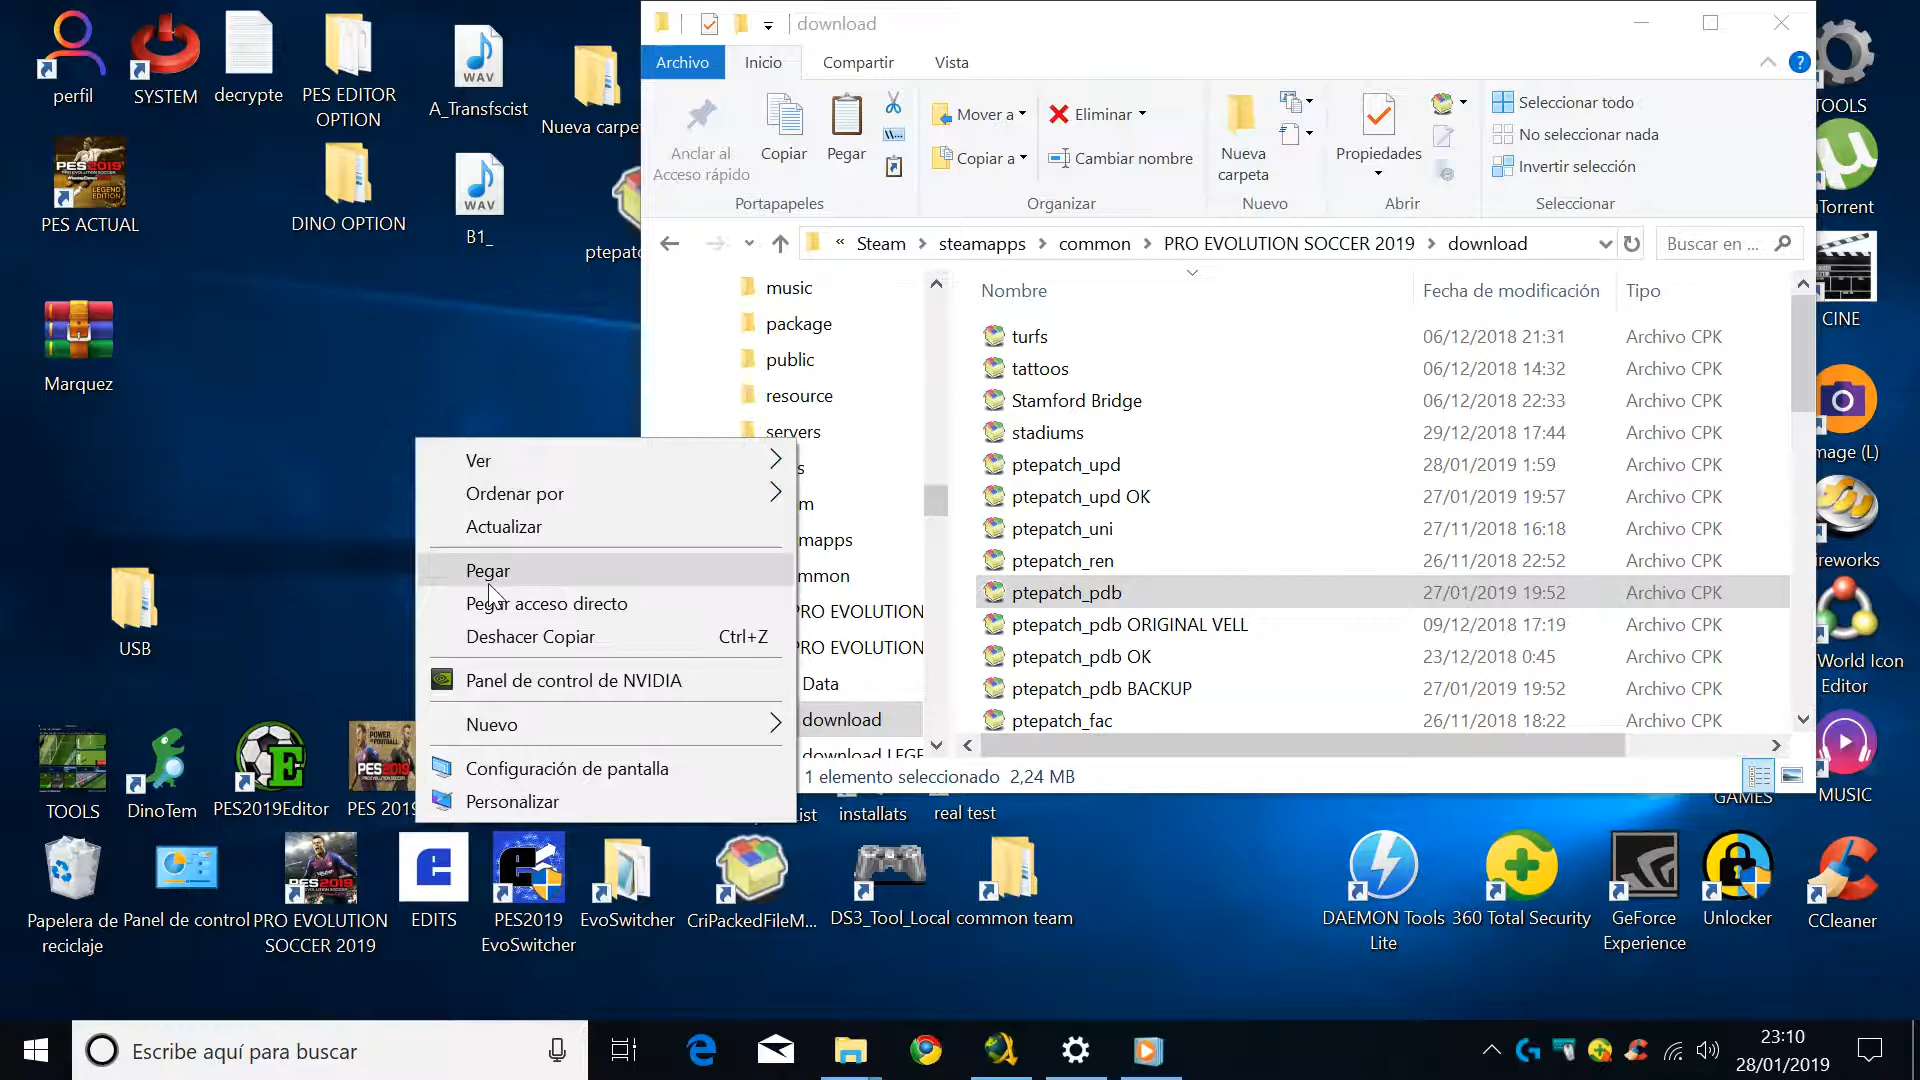 perfil
SYSTEM
decrypte
PES EDITOR
OPTION
A_Transfscist
Nueva carpe
PES ACTUAL
DINO OPTION
B1_
ptepatc
Marquez
USB
WAV
WAV
download
Archivo
Inicio
Compartir
Vista
Anclar al
Acceso rápido
Copiar
Pegar
Mover a
Copiar a
Eliminar
Cambiar nombre
Nueva
carpeta
Propiedades
Seleccionar todo
No seleccionar nada
Invertir selección
Portapapeles
Organizar
Nuevo
Abrir
Seleccionar
« Steam > steamapps > common > PRO EVOLUTION SOCCER 2019 > download
Buscar en ...
music
package
public
resource
servers
s
m
mapps
mmon
PRO EVOLUTION
PRO EVOLUTION
Data
download
download LEGE
Nombre Fecha de modificación Tipo
turfs 06/12/2018 21:31 Archivo CPK
tattoos 06/12/2018 14:32 Archivo CPK
Stamford Bridge 06/12/2018 22:33 Archivo CPK
stadiums 29/12/2018 17:44 Archivo CPK
ptepatch_upd 28/01/2019 1:59 Archivo CPK
ptepatch_upd OK 27/01/2019 19:57 Archivo CPK
ptepatch_uni 27/11/2018 16:18 Archivo CPK
ptepatch_ren 26/11/2018 22:52 Archivo CPK
ptepatch_pdb 27/01/2019 19:52 Archivo CPK
ptepatch_pdb ORIGINAL VELL 09/12/2018 17:19 Archivo CPK
ptepatch_pdb OK 23/12/2018 0:45 Archivo CPK
ptepatch_pdb BACKUP 27/01/2019 19:52 Archivo CPK
ptepatch_fac 26/11/2018 18:22 Archivo CPK
1 elemento seleccionado 2,24 MB
Ver
Ordenar por
Actualizar
Pegar
Pegar acceso directo
Deshacer Copiar Ctrl+Z
Panel de control de NVIDIA
Nuevo
Configuración de pantalla
Personalizar
TOOLS
uTorrent
CINE
mage (L)
ireworks
World Icon
Editor
MUSIC
GAMES
TOOLS
DinoTem
PES2019Editor
PES 2019
ist
installats
real test
Papelera de
reciclaje
Panel de control
PRO EVOLUTION
SOCCER 2019
EDITS
PES2019
EvoSwitcher
EvoSwitcher
CriPackedFileM...
DS3_Tool_Local
common team
DAEMON Tools
Lite
360 Total Security
GeForce
Experience
Unlocker
CCleaner
Escribe aquí para buscar
23:10
28/01/2019